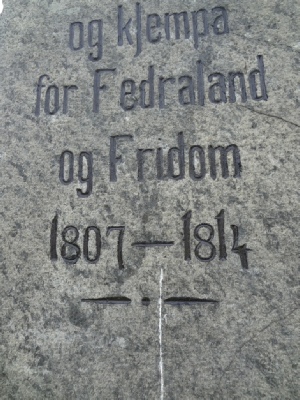 og kjempa
for Fedraland
og Fridom
1807 — 1814